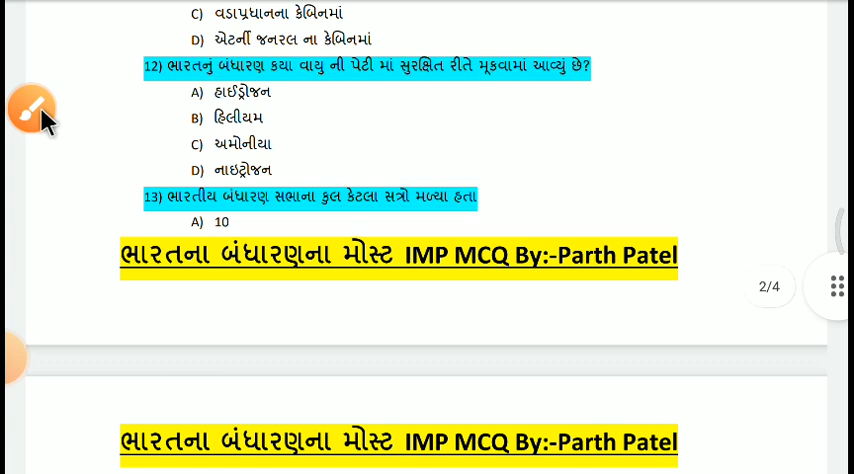 C) વડાપ્રધાનના કેબિનમાં
D) એટર્ની જનરલ ના કેબિનમાં
12) ભારતનું બંધારણ કયા વાયુ ની પેટી માં સુરક્ષિત રીતે મૂકવામાં આવ્યું છે?
A) હાઈડ્રોજન
B) હિલીયમ
C) અમોનીયા
D) નાઇટ્રોજન
13) ભારતીય બંધારણ સભાના કુલ કેટલા સત્રો મળ્યા હતા
A) 10
ભારતના બંધારણના મોસ્ટ IMP MCQ By:-Parth Patel
2/4
ભારતના બંધારણના મોસ્ટ IMP MCQ By:-Parth Patel